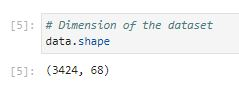 [5]: # Dimension of the dataset
data.shape
[5]: (3424, 68)